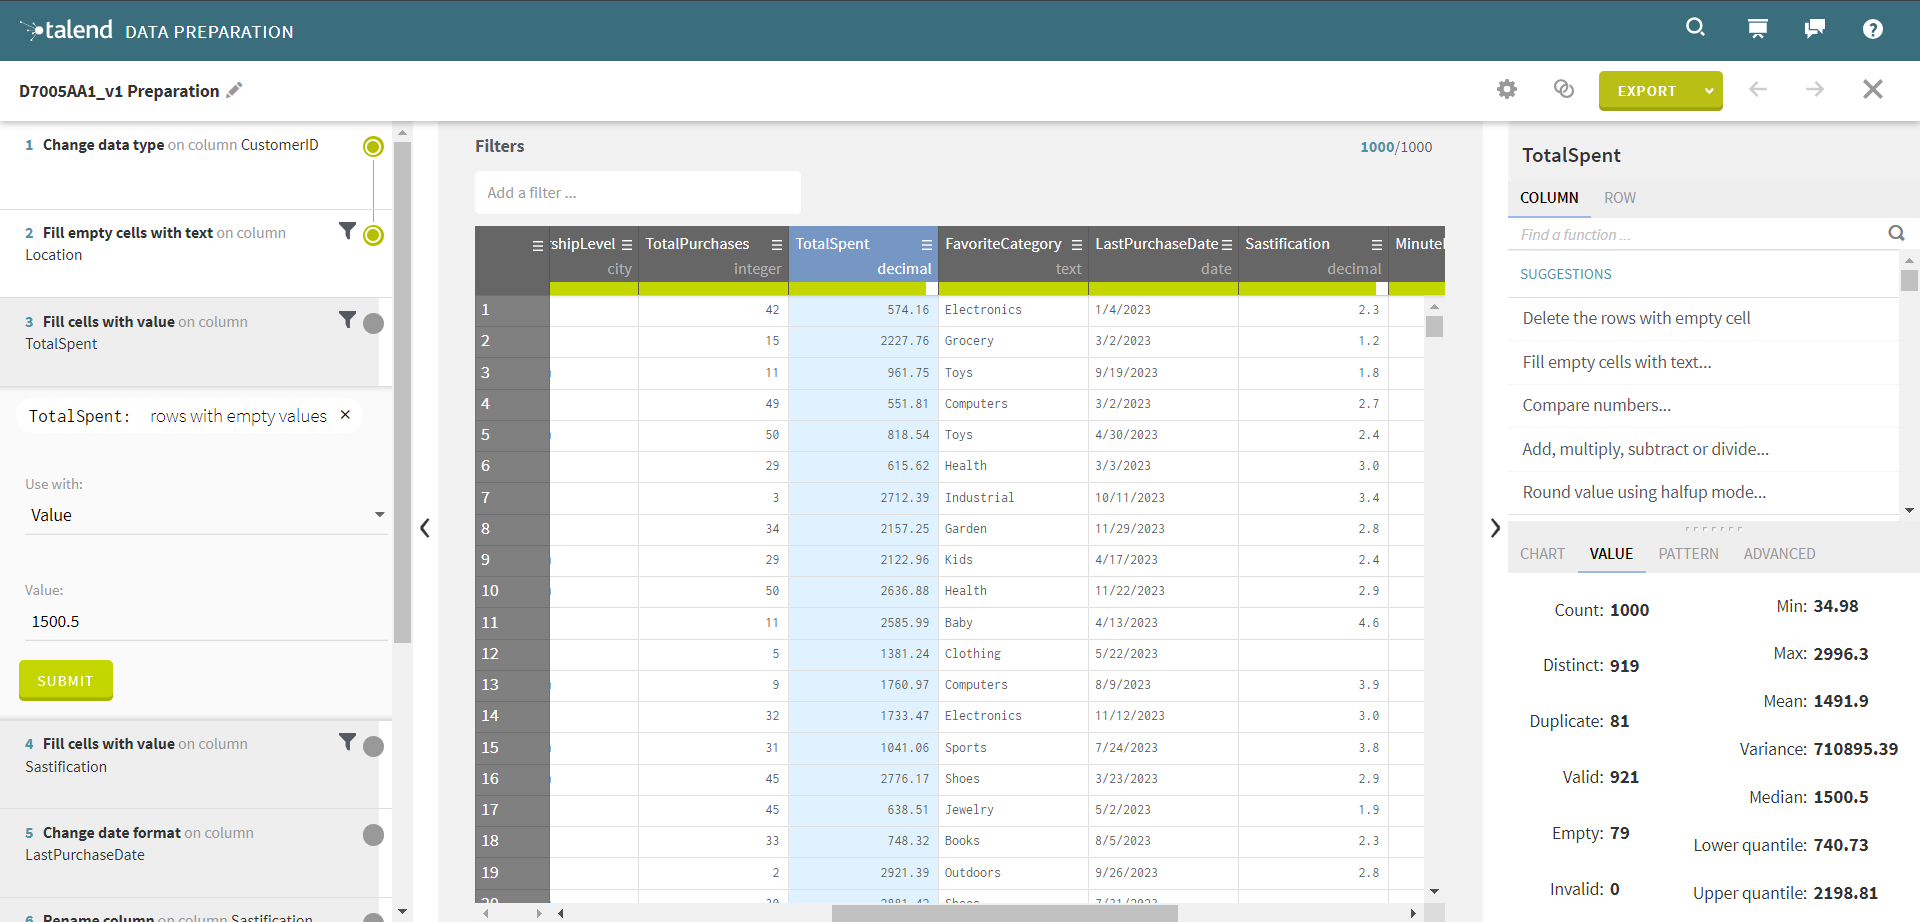 talend DATA PREPARATION
D7005AA1_v1 Preparation
EXPORT
1 Change data type on column CustomerID
2 Fill empty cells with text on column
Location
3 Fill cells with value on column
TotalSpent
TotalSpent: rows with empty values ×
Use with:
Value
Value:
1500.5
SUBMIT
4 Fill cells with value on column
Sastification
5 Change date format on column
LastPurchaseDate
6 Rename column on column Sastification
Filters
1000/1000
Add a filter ...
rshipLevel TotalPurchases TotalSpent FavoriteCategory LastPurchaseDate Sastification Minutel
city integer decimal text date decimal
1 42 574.16 Electronics 1/4/2023 2.3
2 15 2227.76 Grocery 3/2/2023 1.2
3 11 961.75 Toys 9/19/2023 1.8
4 49 551.81 Computers 3/2/2023 2.7
5 50 818.54 Toys 4/30/2023 2.4
6 29 615.62 Health 3/3/2023 3.0
7 3 2712.39 Industrial 10/11/2023 3.4
8 34 2157.25 Garden 11/29/2023 2.8
9 29 2122.96 Kids 4/17/2023 2.4
10 50 2636.88 Health 11/22/2023 2.9
11 11 2585.99 Baby 4/13/2023 4.6
12 5 1381.24 Clothing 5/22/2023
13 9 1760.97 Computers 8/9/2023 3.9
14 32 1733.47 Electronics 11/12/2023 3.0
15 31 1041.06 Sports 7/24/2023 3.8
16 45 2776.17 Shoes 3/23/2023 2.9
17 45 638.51 Jewelry 5/2/2023 1.9
18 33 748.32 Books 8/5/2023 2.3
19 2 2921.39 Outdoors 9/26/2023 2.8
20 Shoes
TotalSpent
COLUMN ROW
Find a function ...
SUGGESTIONS
Delete the rows with empty cell
Fill empty cells with text...
Compare numbers...
Add, multiply, subtract or divide...
Round value using halfup mode...
CHART VALUE PATTERN ADVANCED
Count: 1000
Distinct: 919
Duplicate: 81
Valid: 921
Empty: 79
Invalid: 0
Min: 34.98
Max: 2996.3
Mean: 1491.9
Variance: 710895.39
Median: 1500.5
Lower quantile: 740.73
Upper quantile: 2198.81